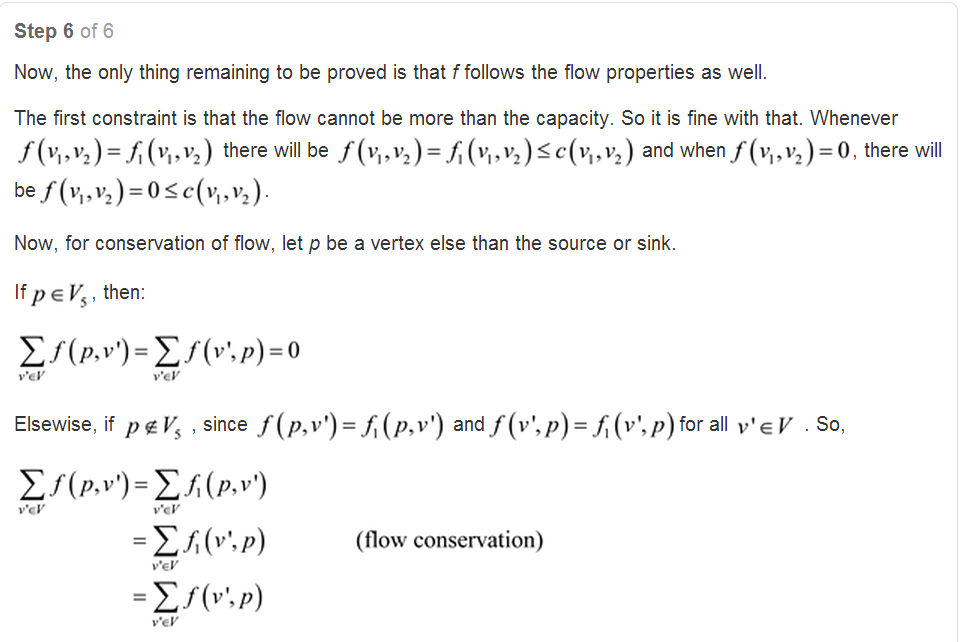 Step 6 of 6
Now, the only thing remaining to be proved is that f follows the flow properties as well.
The first constraint is that the flow cannot be more than the capacity. So it is fine with that. Whenever
f(v₁,v₂)=f₁(v₁,v₂) there will be f(v₁,v₂)=f₁(v₁,v₂)≤c(v₁,v₂) and when f(v₁,v₂)=0, there will
be f(v₁,v₂)=0≤c(v₁,v₂).
Now, for conservation of flow, let p be a vertex else than the source or sink.
If p∈V₅, then:
∑_{v'∈V} f(p,v')=∑_{v'∈V} f(v',p)=0
Elsewise, if p∉V₅, since f(p,v')=f₁(p,v') and f(v',p)=f₁(v',p) for all v'∈V . So,
∑_{v'∈V} f(p,v')=∑_{v'∈V} f₁(p,v')
=∑_{v'∈V} f₁(v',p) (flow conservation)
=∑_{v'∈V} f(v',p)